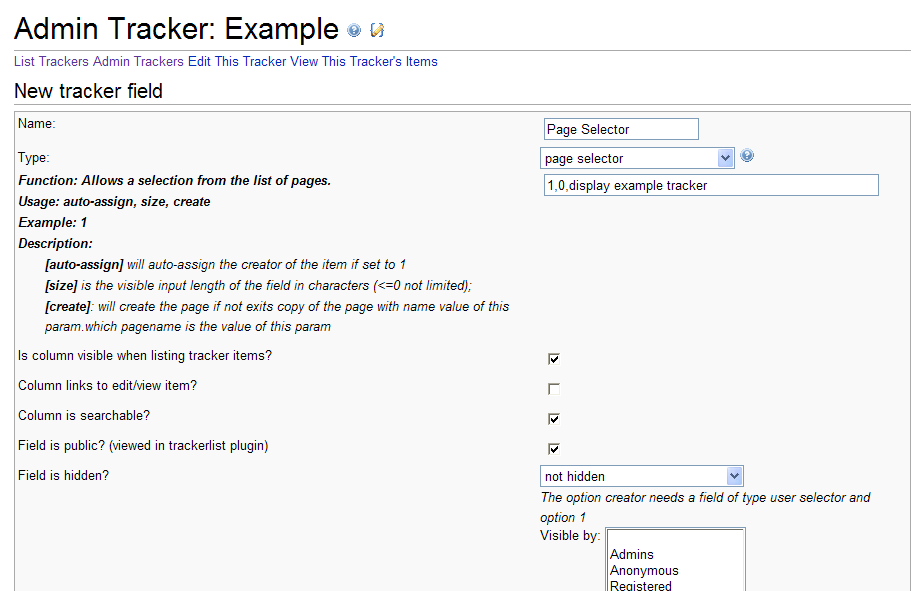 Admin Tracker: Example
List Trackers Admin Trackers Edit This Tracker View This Tracker's Items
New tracker field
Name:
Page Selector
Type:
page selector
Function: Allows a selection from the list of pages.
1,0,display example tracker
Usage: auto-assign, size, create
Example: 1
Description:
[auto-assign] will auto-assign the creator of the item if set to 1
[size] is the visible input length of the field in characters (<=0 not limited);
[create]: will create the page if not exits copy of the page with name value of this
param.which pagename is the value of this param
Is column visible when listing tracker items?
Column links to edit/view item?
Column is searchable?
Field is public? (viewed in trackerlist plugin)
Field is hidden?
not hidden
The option creator needs a field of type user selector and
option 1
Visible by:
Admins
Anonymous
Registered